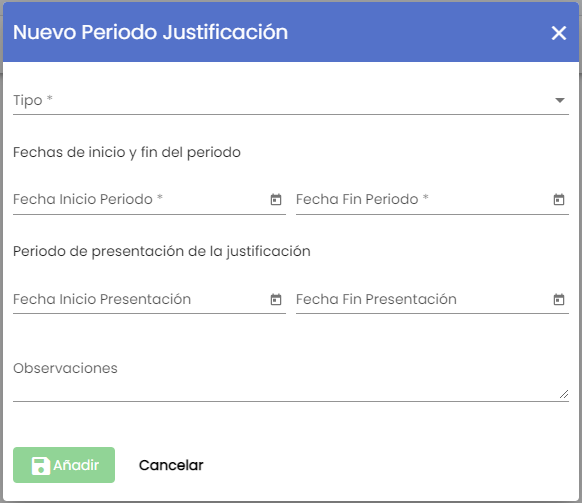 Nuevo Periodo Justificación
Tipo *
Fechas de inicio y fin del periodo
Fecha Inicio Periodo * Fecha Fin Periodo *
Periodo de presentación de la justificación
Fecha Inicio Presentación Fecha Fin Presentación
Observaciones
Añadir Cancelar